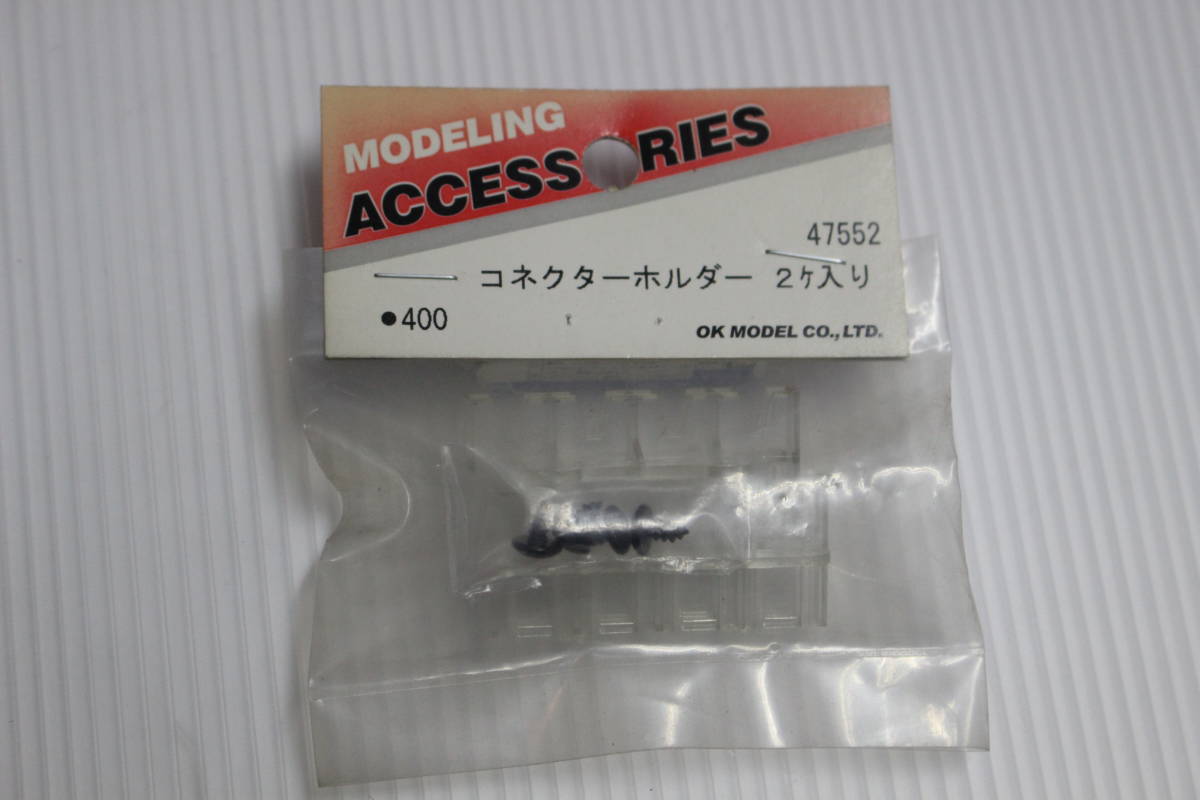 MODELING
ACCESSORIES
47552
コネクターホルダー 2ヶ入り
●400
OK MODEL CO.,LTD.